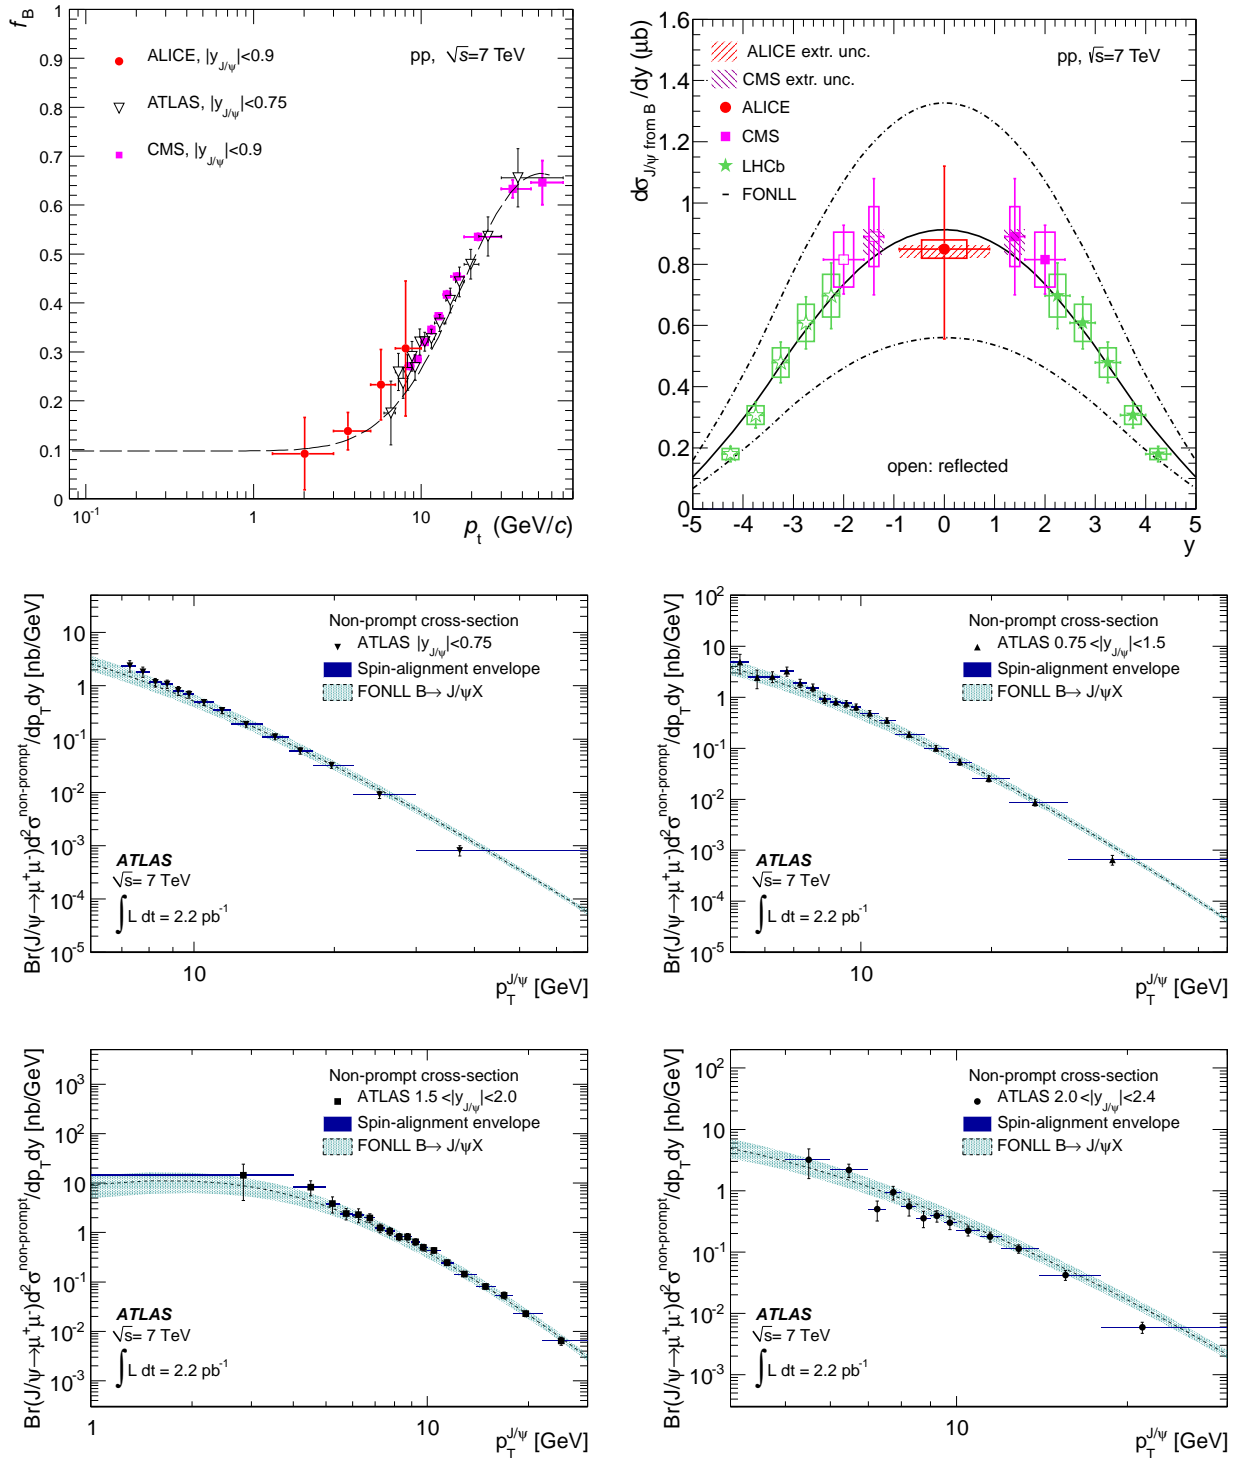 f_B
1
0.9
0.8
0.7
0.6
0.5
0.4
0.3
0.2
0.1
0
ALICE, |y_J/ψ|<0.9
ATLAS, |y_J/ψ|<0.75
CMS, |y_J/ψ|<0.9
pp, √s=7 TeV
10^-1
1
10
p_t (GeV/c)
dσ_J/ψ from B /dy (μb)
1.6
1.4
1.2
1
0.8
0.6
0.4
0.2
0
ALICE extr. unc.
CMS extr. unc.
ALICE
CMS
LHCb
FONLL
pp, √s=7 TeV
open: reflected
-5 -4 -3 -2 -1 0 1 2 3 4 5
y
Br(J/ψ→μ⁺μ⁻)d²σ^non-prompt/dp_T dy [nb/GeV]
10
1
10^-1
10^-2
10^-3
10^-4
10^-5
Non-prompt cross-section
ATLAS |y_J/ψ|<0.75
Spin-alignment envelope
FONLL B→ J/ψX
ATLAS
√s= 7 TeV
∫L dt = 2.2 pb^-1
10
p_T^J/ψ [GeV]
Br(J/ψ→μ⁺μ⁻)d²σ^non-prompt/dp_T dy [nb/GeV]
10^2
10
1
10^-1
10^-2
10^-3
10^-4
10^-5
Non-prompt cross-section
ATLAS 0.75<|y_J/ψ|<1.5
Spin-alignment envelope
FONLL B→ J/ψX
ATLAS
√s= 7 TeV
∫L dt = 2.2 pb^-1
10
p_T^J/ψ [GeV]
Br(J/ψ→μ⁺μ⁻)d²σ^non-prompt/dp_T dy [nb/GeV]
10^3
10^2
10
1
10^-1
10^-2
10^-3
Non-prompt cross-section
ATLAS 1.5<|y_J/ψ|<2.0
Spin-alignment envelope
FONLL B→ J/ψX
ATLAS
√s= 7 TeV
∫L dt = 2.2 pb^-1
1
10
p_T^J/ψ [GeV]
Br(J/ψ→μ⁺μ⁻)d²σ^non-prompt/dp_T dy [nb/GeV]
10^2
10
1
10^-1
10^-2
10^-3
Non-prompt cross-section
ATLAS 2.0<|y_J/ψ|<2.4
Spin-alignment envelope
FONLL B→ J/ψX
ATLAS
√s= 7 TeV
∫L dt = 2.2 pb^-1
10
p_T^J/ψ [GeV]